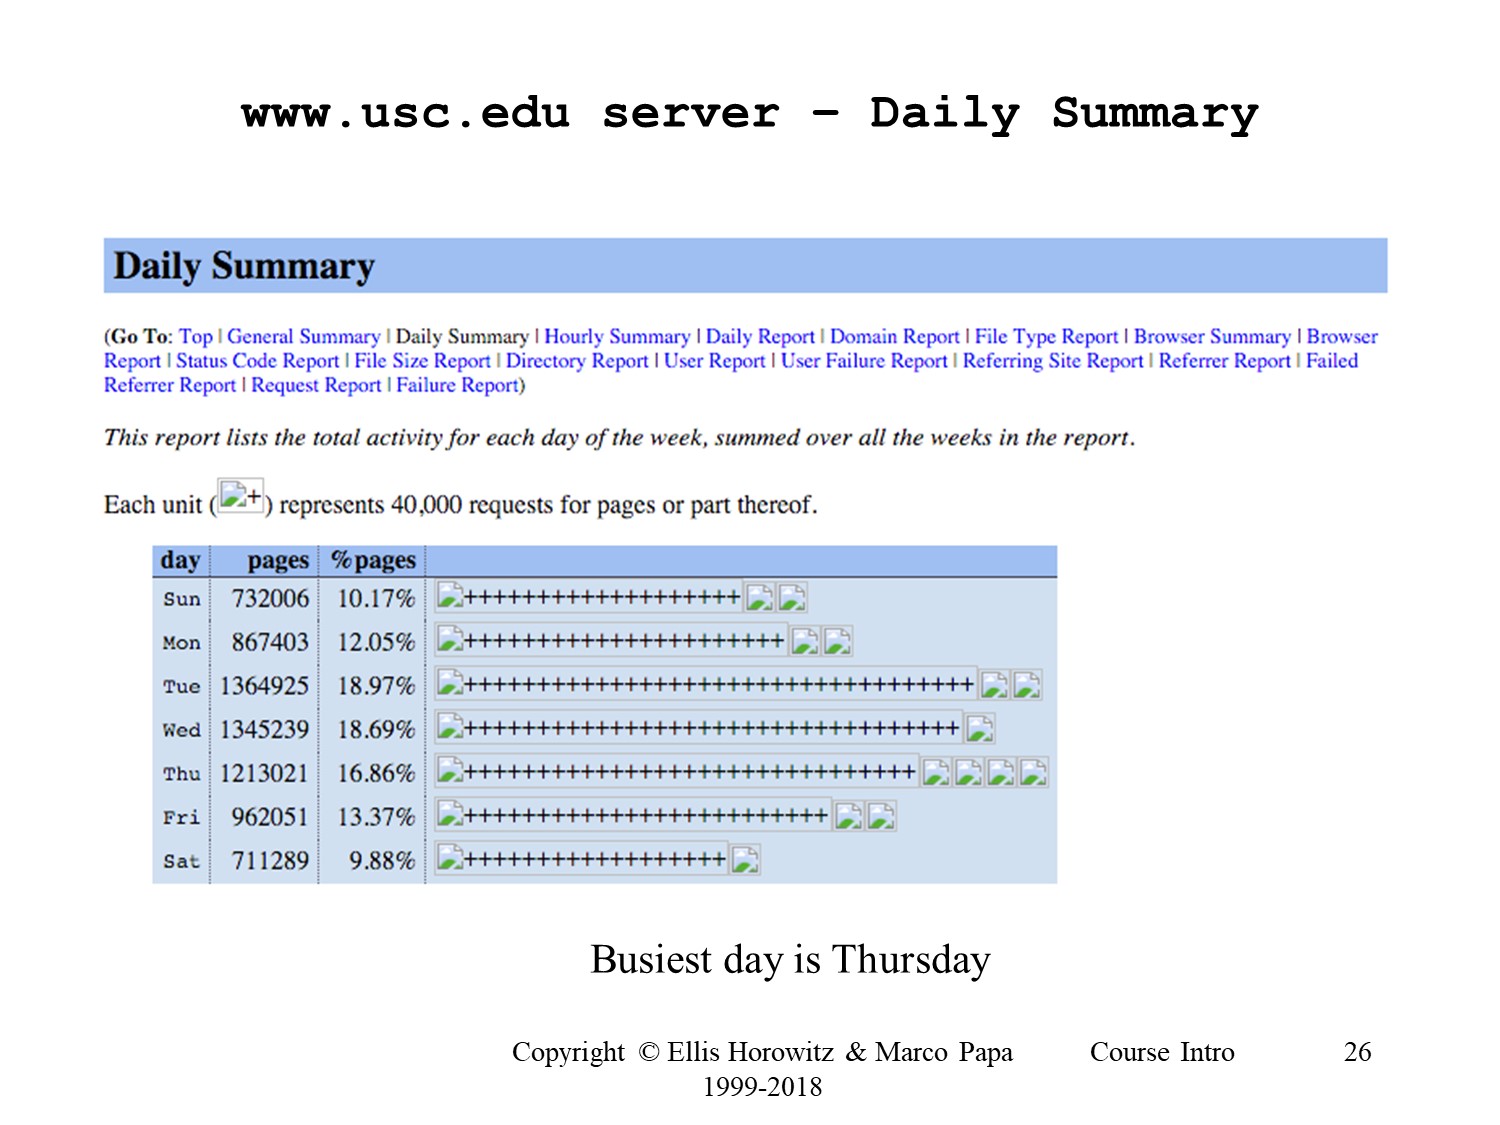 www.usc.edu server – Daily Summary
Daily Summary
(Go To: Top | General Summary | Daily Summary | Hourly Summary | Daily Report | Domain Report | File Type Report | Browser Summary | Browser
Report | Status Code Report | File Size Report | Directory Report | User Report | User Failure Report | Referring Site Report | Referrer Report | Failed
Referrer Report | Request Report | Failure Report)
This report lists the total activity for each day of the week, summed over all the weeks in the report.
Each unit (+) represents 40,000 requests for pages or part thereof.
day pages %pages
Sun 732006 10.17% +++++++++++++++++++
Mon 867403 12.05% ++++++++++++++++++++++
Tue 1364925 18.97% +++++++++++++++++++++++++++++++++++
Wed 1345239 18.69% ++++++++++++++++++++++++++++++++++
Thu 1213021 16.86% +++++++++++++++++++++++++++++++
Fri 962051 13.37% +++++++++++++++++++++++++
Sat 711289 9.88% ++++++++++++++++++
Busiest day is Thursday
Copyright © Ellis Horowitz & Marco Papa Course Intro 26
1999-2018